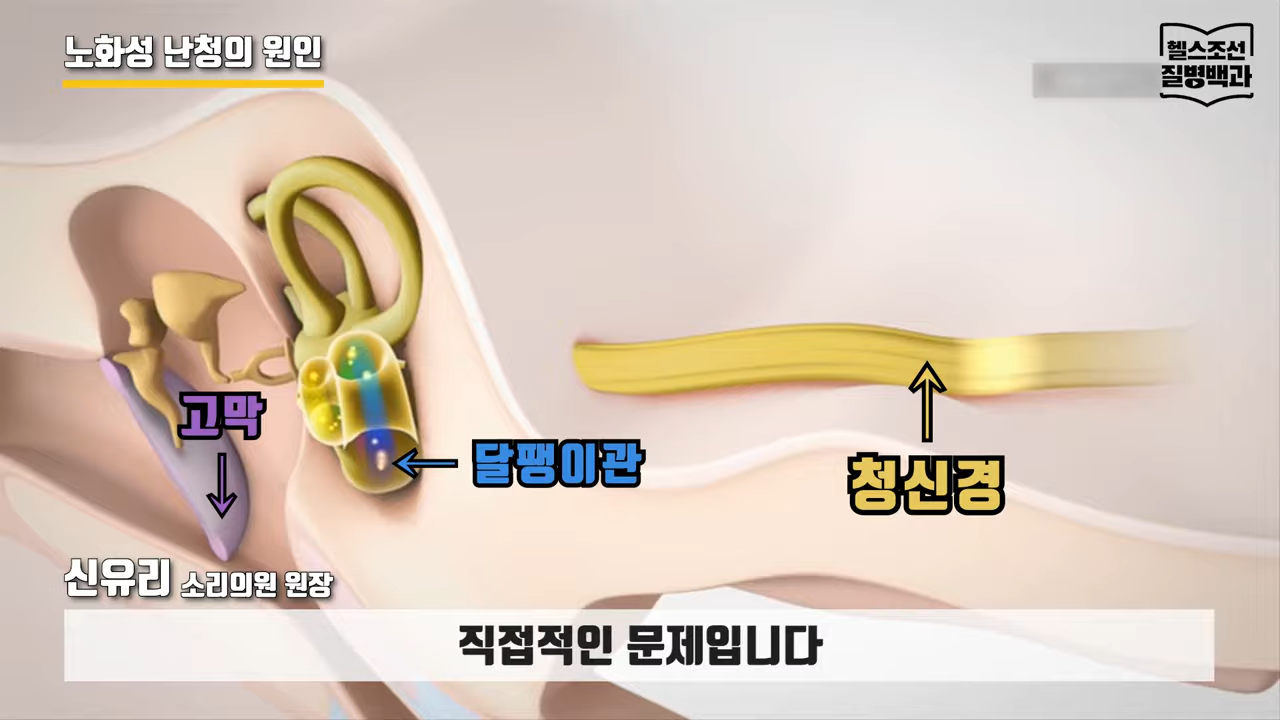 노화성 난청의 원인
헬스조선
질병백과
고막
달팽이관
청신경
신유리 소리의원 원장
직접적인 문제입니다